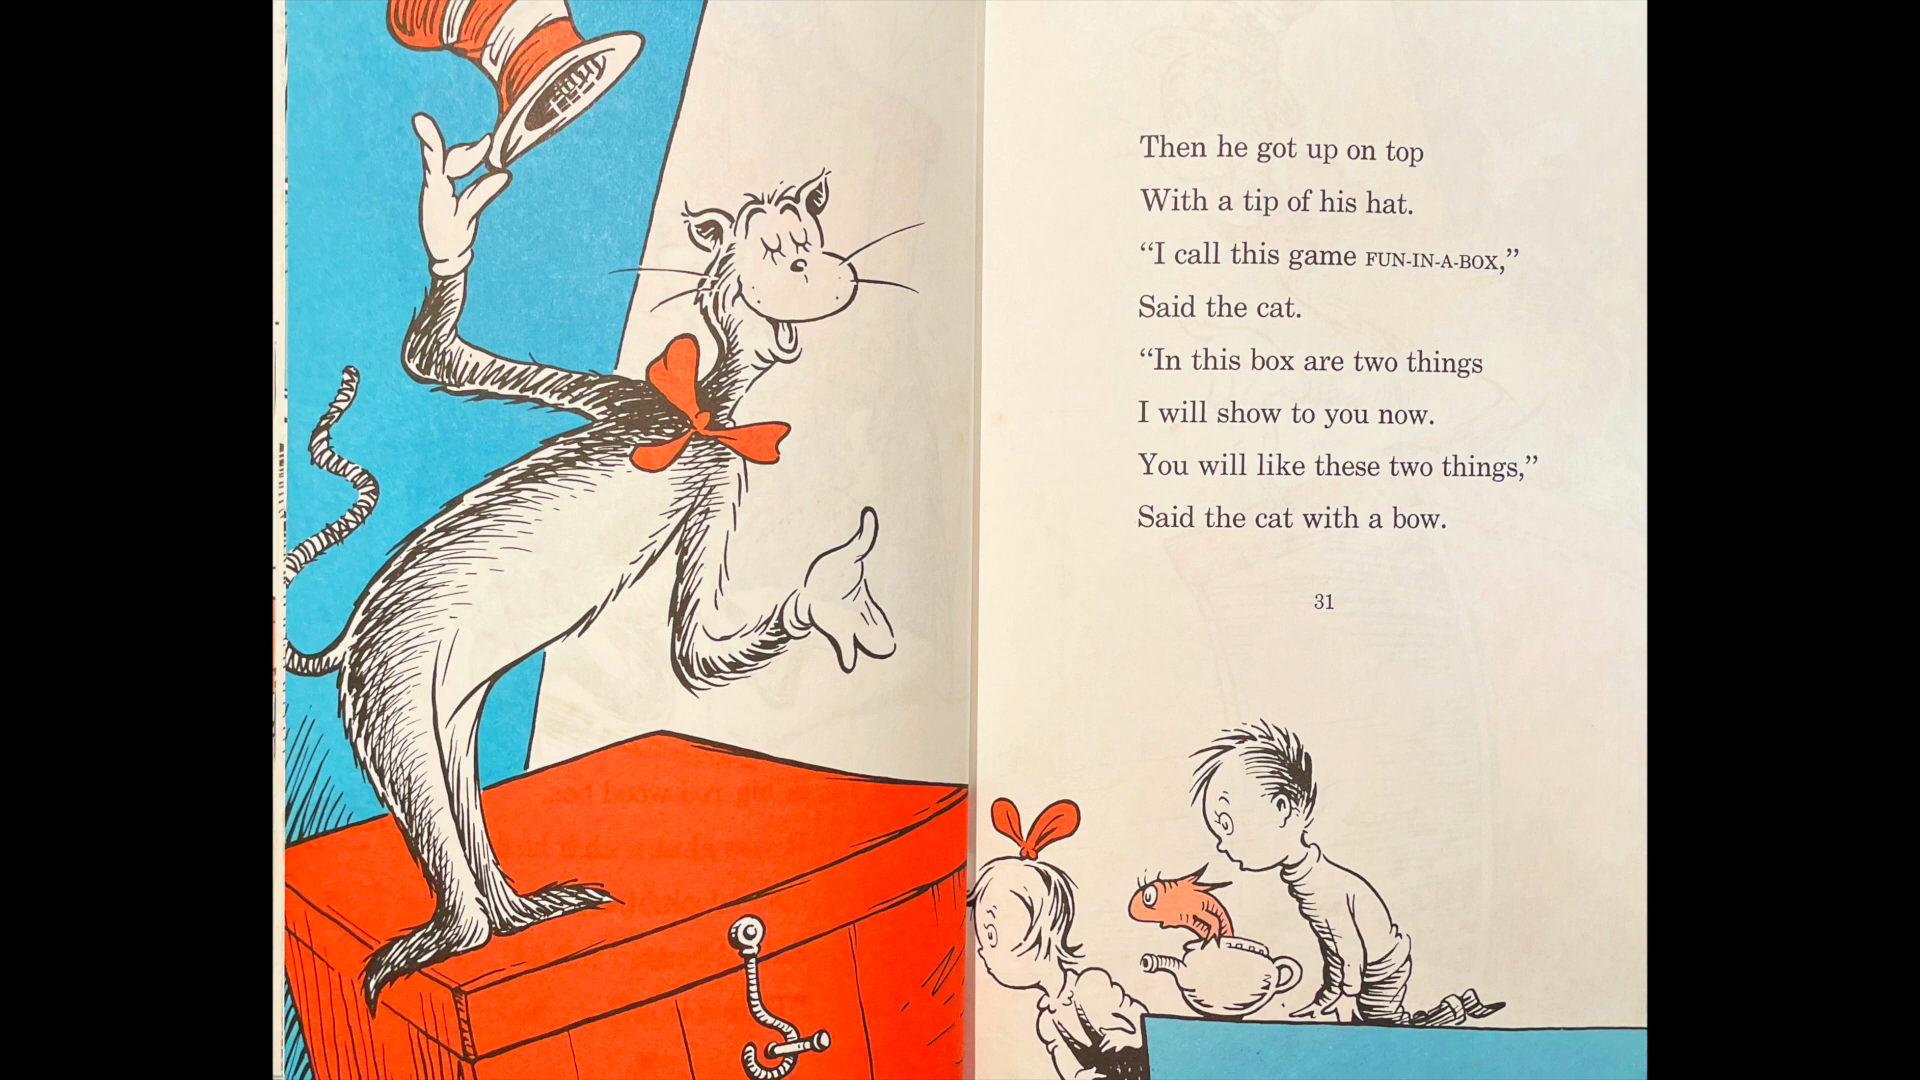 Then he got up on top
With a tip of his hat.
“I call this game FUN-IN-A-BOX,”
Said the cat.
“In this box are two things
I will show to you now.
You will like these two things,”
Said the cat with a bow.
31